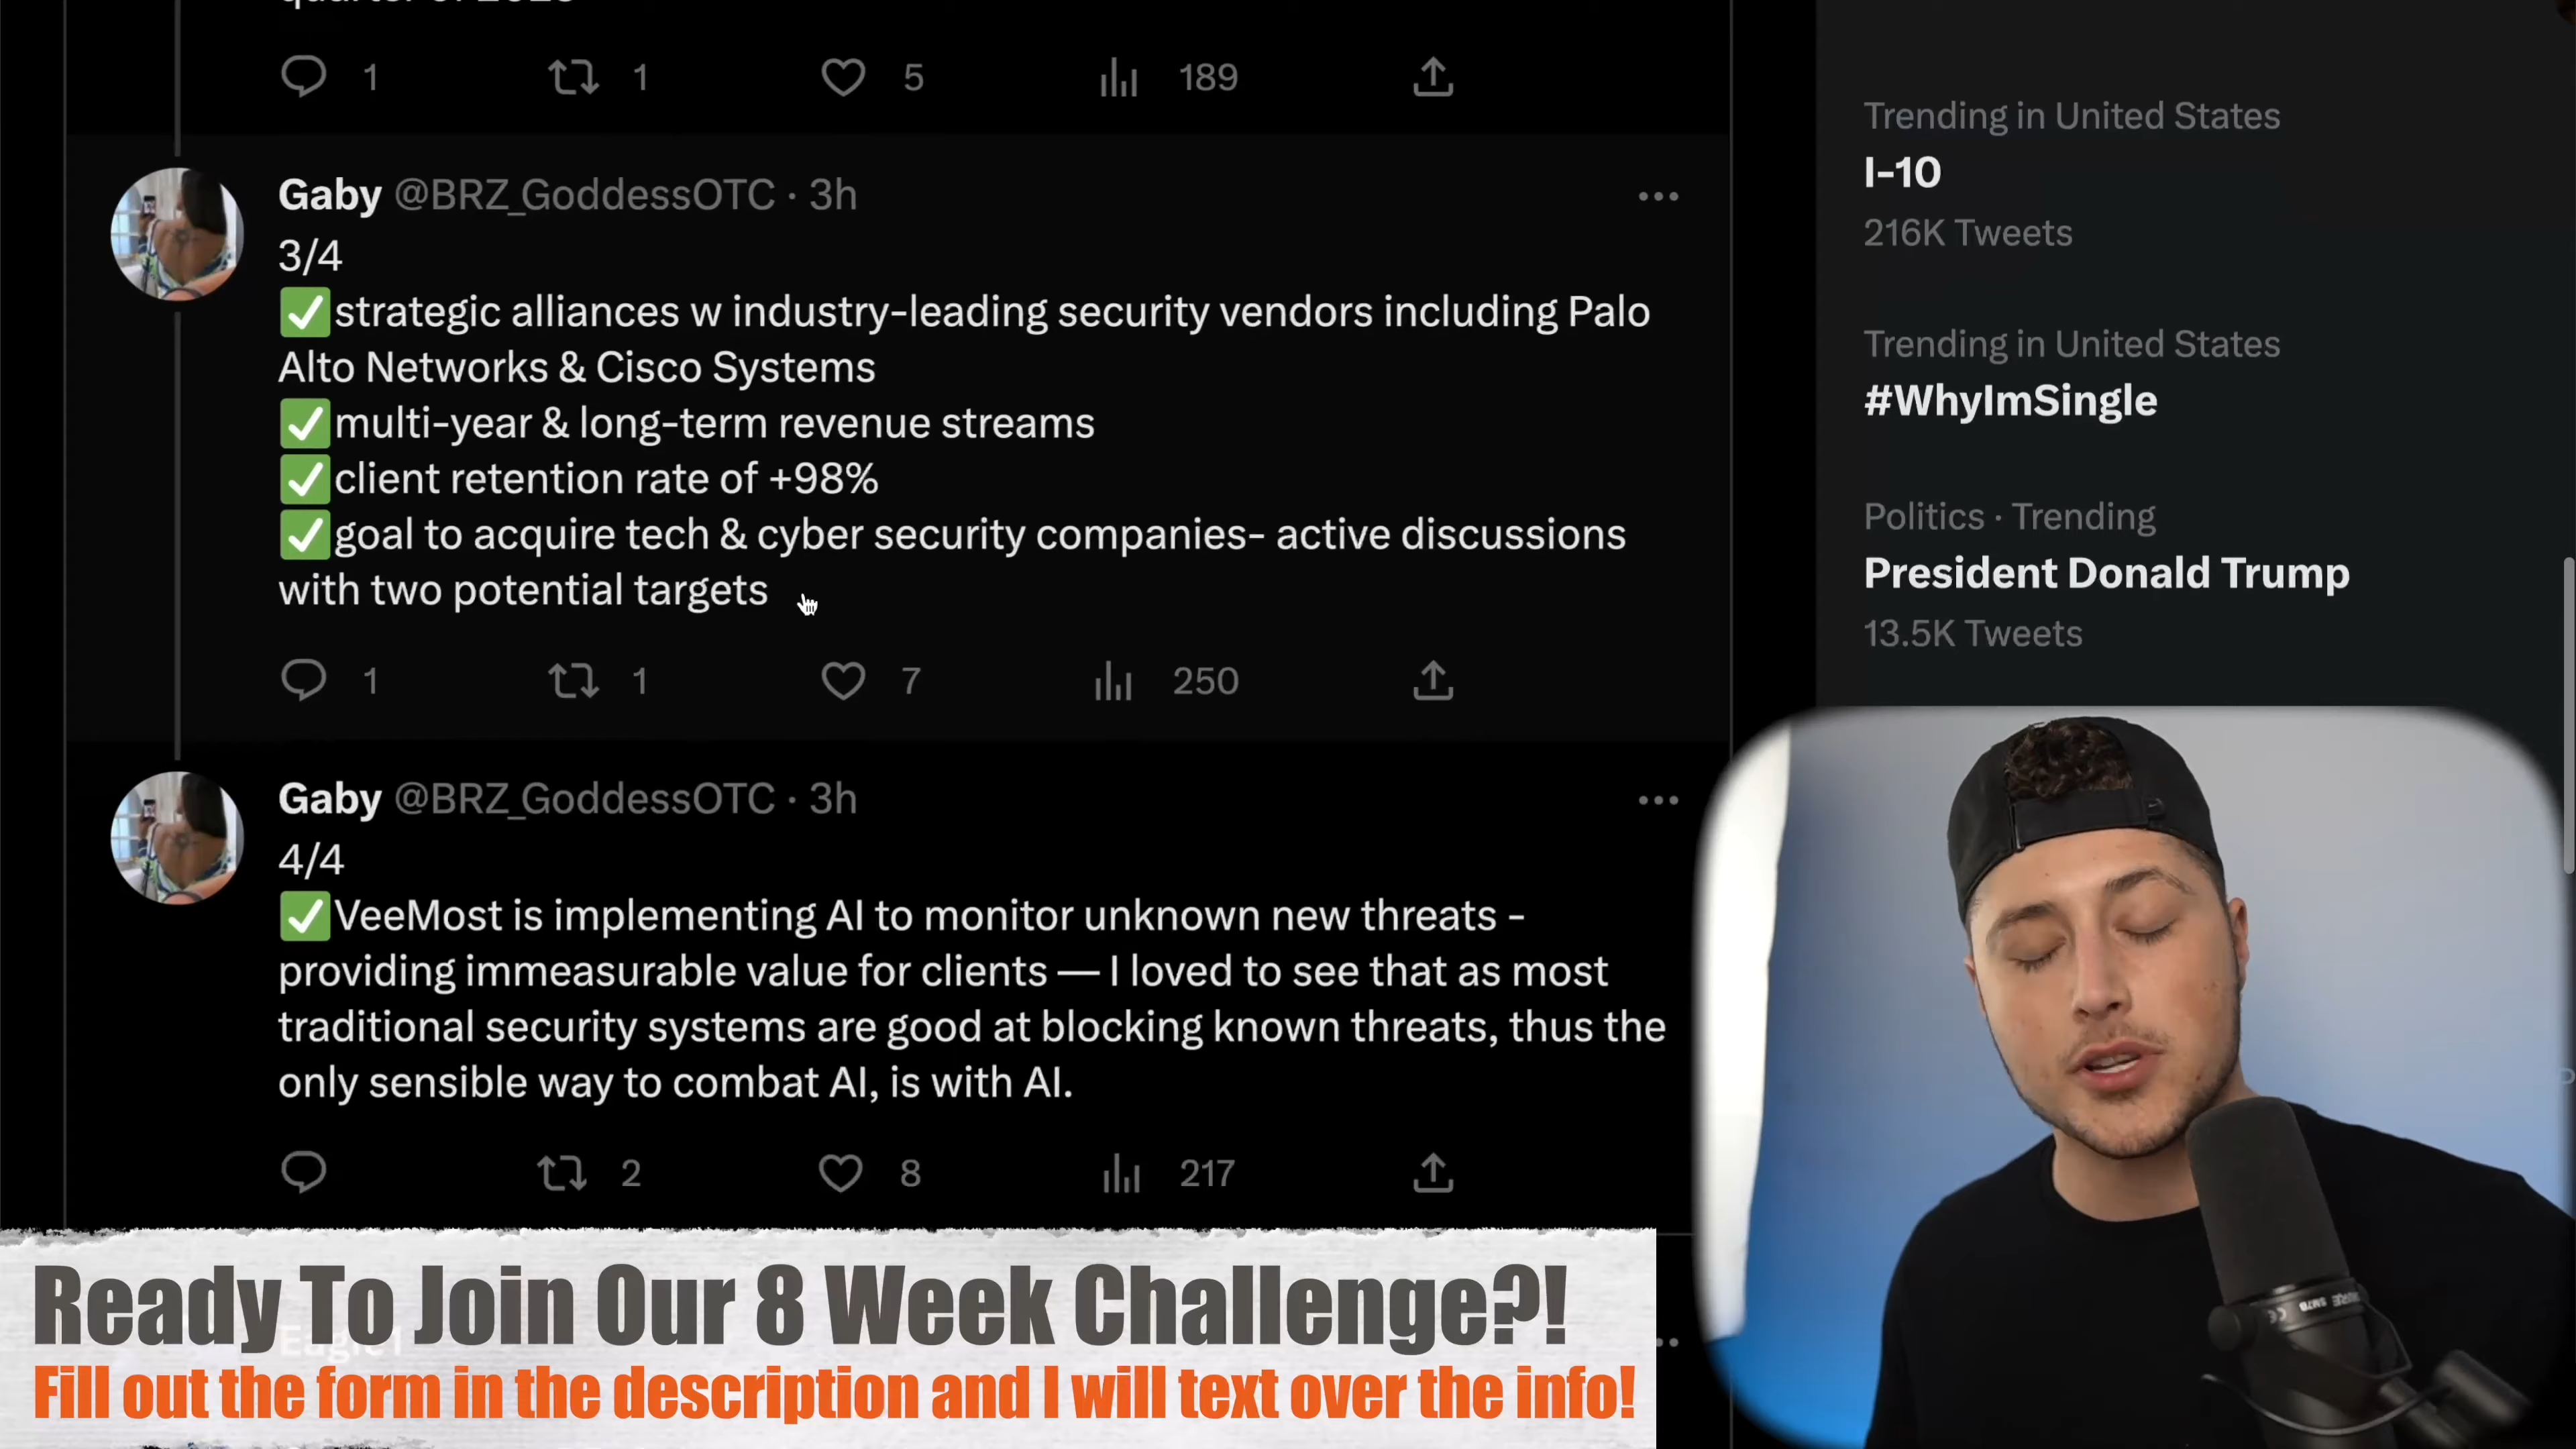 1 1 5 189
Gaby @BRZ_GoddessOTC · 3h
3/4
✅strategic alliances w industry-leading security vendors including Palo
Alto Networks & Cisco Systems
✅multi-year & long-term revenue streams
✅client retention rate of +98%
✅goal to acquire tech & cyber security companies- active discussions
with two potential targets
1 1 7 250
Gaby @BRZ_GoddessOTC · 3h
4/4
✅VeeMost is implementing AI to monitor unknown new threats -
providing immeasurable value for clients — I loved to see that as most
traditional security systems are good at blocking known threats, thus the
only sensible way to combat AI, is with AI.
2 8 217
Trending in United States
I-10
216K Tweets
Trending in United States
#WhyImSingle
Politics · Trending
President Donald Trump
13.5K Tweets
Ready To Join Our 8 Week Challenge?!
Fill out the form in the description and I will text over the info!
SHURE SM7B